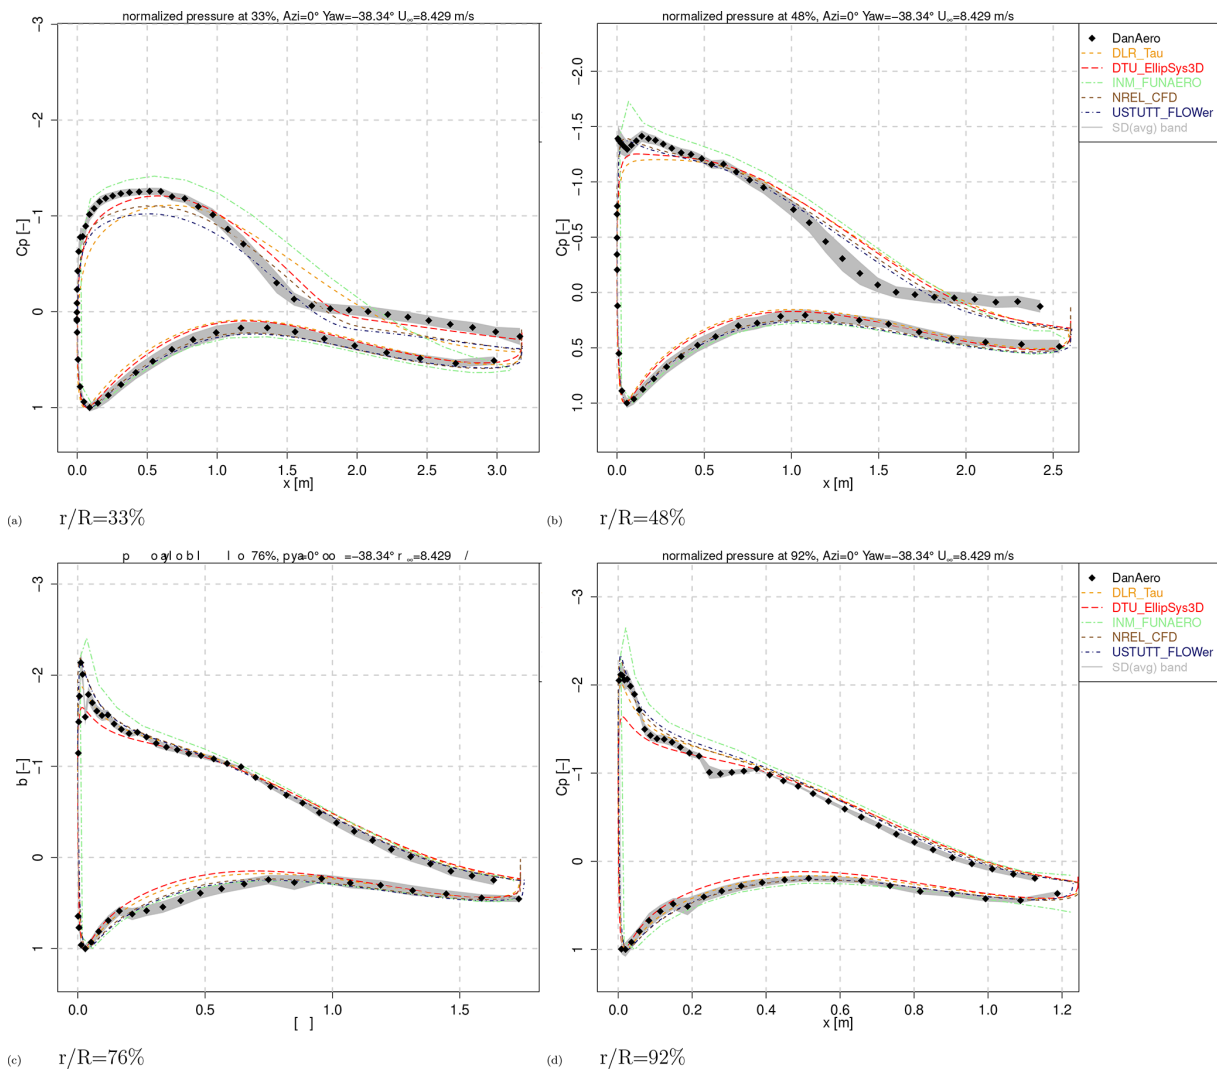 normalized pressure at 33%, Azi=0° Yaw=−38.34° U∞=8.429 m/s
Cp [−]
−3
−2
−1
0
1
0.0 0.5 1.0 1.5 2.0 2.5 3.0
x [m]
(a) r/R=33%
normalized pressure at 48%, Azi=0° Yaw=−38.34° U∞=8.429 m/s
Cp [−]
−2.0
−1.5
−1.0
−0.5
0.0
0.5
1.0
0.0 0.5 1.0 1.5 2.0 2.5
x [m]
DanAero
DLR_Tau
DTU_EllipSys3D
INM_FUNAERO
NREL_CFD
USTUTT_FLOWer
SD(avg) band
(b) r/R=48%
76%, =0° =−38.34° ∞=8.429 /
b [−]
−3
−2
−1
0
1
0.0 0.5 1.0 1.5
[ ]
(c) r/R=76%
normalized pressure at 92%, Azi=0° Yaw=−38.34° U∞=8.429 m/s
Cp [−]
−3
−2
−1
0
1
0.0 0.2 0.4 0.6 0.8 1.0 1.2
x [m]
DanAero
DLR_Tau
DTU_EllipSys3D
INM_FUNAERO
NREL_CFD
USTUTT_FLOWer
SD(avg) band
(d) r/R=92%